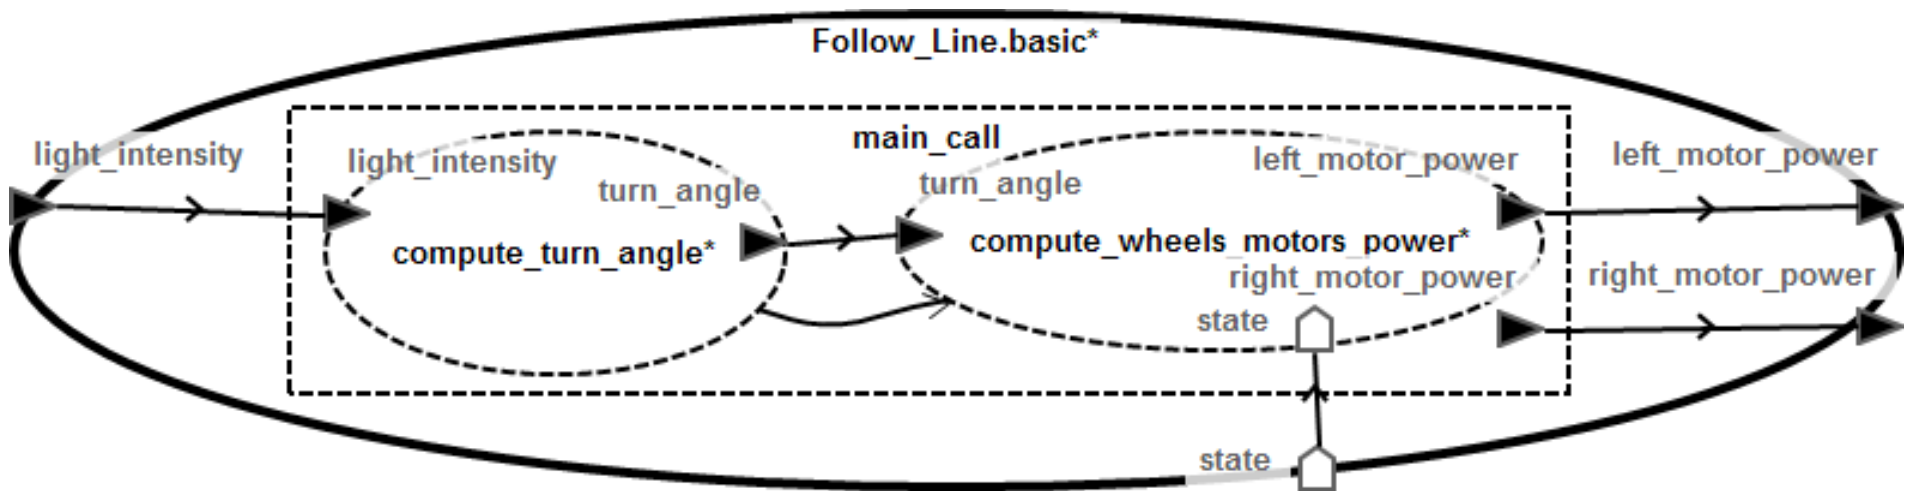 Follow_Line.basic*
main_call
light_intensity
light_intensity
turn_angle
turn_angle
left_motor_power
left_motor_power
compute_turn_angle*
compute_wheels_motors_power*
right_motor_power
right_motor_power
state
state